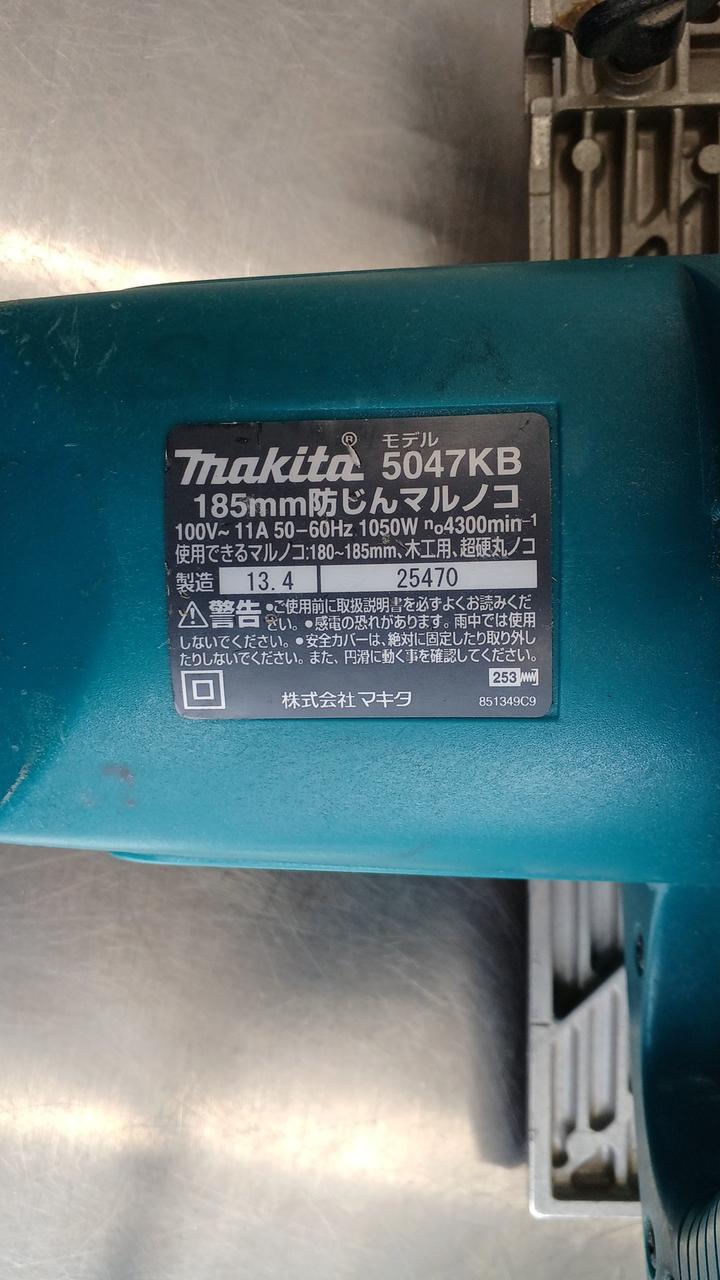 makita® モデル 5047KB
185mm防じんマルノコ
100V~ 11A 50-60Hz 1050W n₀4300min⁻¹
使用できるマルノコ:180~185mm、木工用、超硬丸ノコ
製造 13.4 25470
⚠警告 ●ご使用前に取扱説明書を必ずよくお読みくだ
さい。●感電の恐れがあります。雨中では使用
しないでください。●安全カバーは、絶対に固定したり取り外し
たりしないでください。また、円滑に動く事を確認してください。
253
株式会社マキタ 851349C9